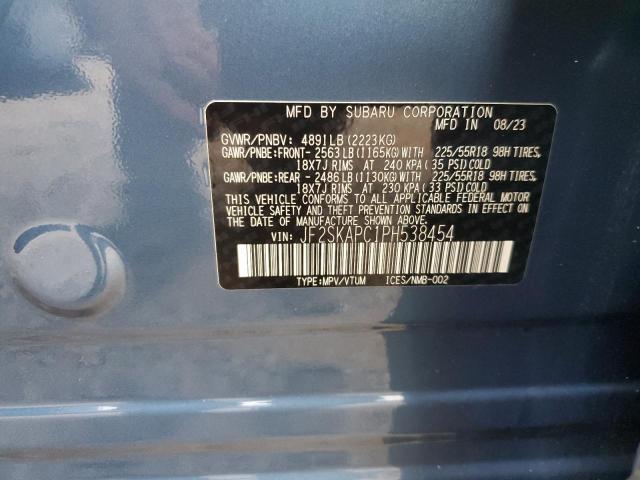 MFD BY SUBARU CORPORATION
MFD IN 08/23
GVWR/PNBV: 4891LB (2223KG)
GAWR/PNBE:FRONT- 2563LB (1165KG)WITH 225/55R18 98H TIRES,
18X7J RIMS AT 240 KPA (35 PSI)COLD
GAWR/PNBE:REAR - 2486LB (1130KG)WITH 225/55R18 98H TIRES,
18X7J RIMS AT 230 KPA (33 PSI)COLD
THIS VEHICLE CONFORMS TO ALL APPLICABLE FEDERAL MOTOR
VEHICLE SAFETY AND THEFT PREVENTION STANDARDS IN EFFECT ON
THE DATE OF MANUFACTURE SHOWN ABOVE.
VIN: JF2SKAPC1PH538454
TYPE:MPV/VTUM ICES/NMB-002